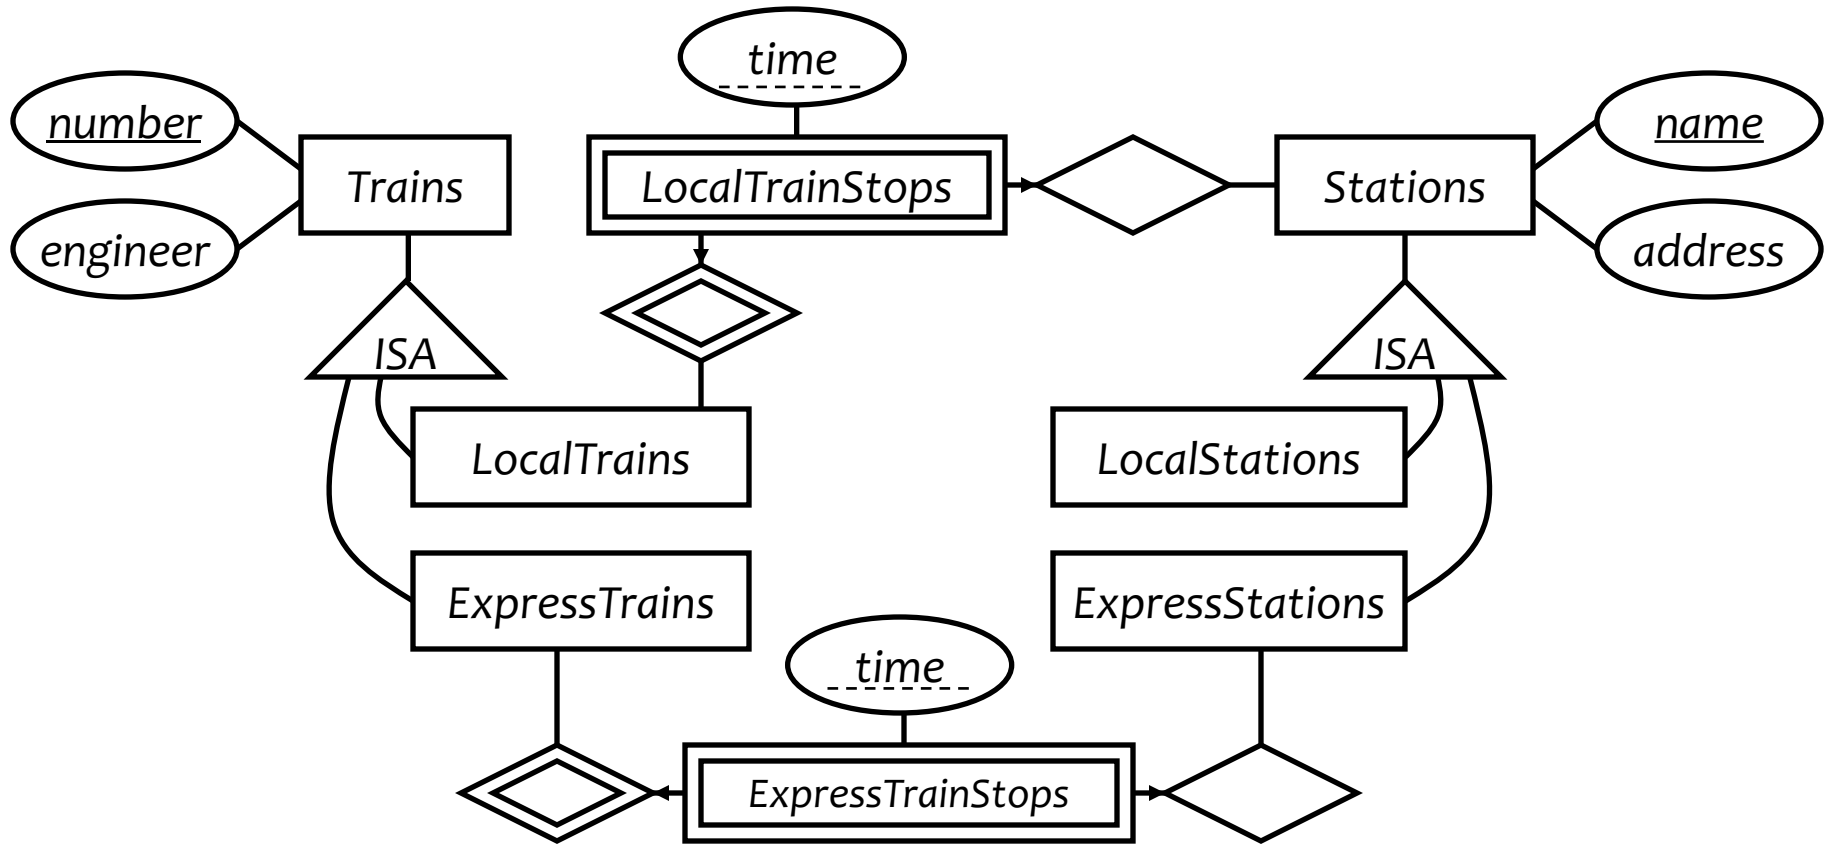 time
number
name
Trains
LocalTrainStops
Stations
engineer
address
ISA
ISA
LocalTrains
LocalStations
ExpressTrains
ExpressStations
time
ExpressTrainStops